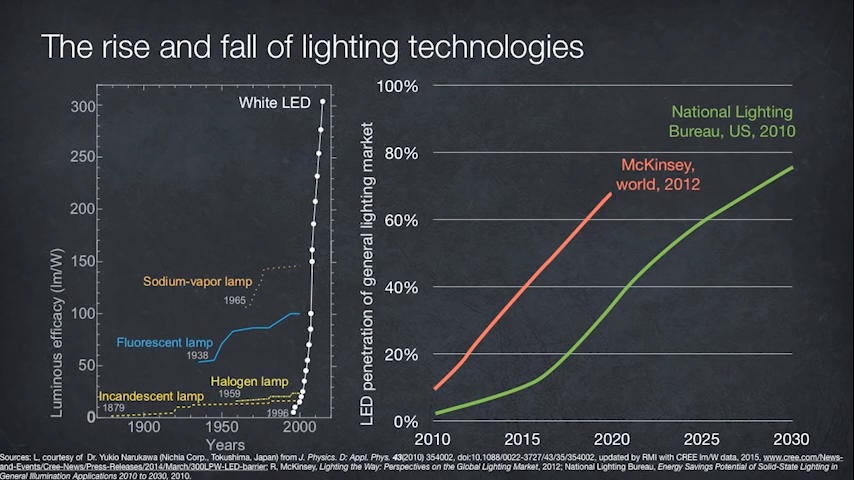 The rise and fall of lighting technologies
300
250
200
150
100
50
0
Luminous efficacy (lm/W)
White LED
Sodium-vapor lamp
1965
Fluorescent lamp
1938
Halogen lamp
1959
Incandescent lamp
1879
1996
1900
1950
2000
Years
LED penetration of general lighting market
100%
80%
60%
40%
20%
0%
National Lighting
Bureau, US, 2010
McKinsey,
world, 2012
2010
2015
2020
2025
2030
Sources: L, courtesy of Dr. Yukio Narukawa (Nichia Corp., Tokushima, Japan) from J. Physics. D: Appl. Phys. 43(2010) 354002, doi:10.1088/0022-3727/43/35/354002, updated by RMI with CREE lm/W data, 2015, www.cree.com/News-
and-Events/Cree-News/Press-Releases/2014/March/300LPW-LED-barrier; R, McKinsey, Lighting the Way: Perspectives on the Global Lighting Market, 2012; National Lighting Bureau, Energy Savings Potential of Solid-State Lighting in
General Illumination Applications 2010 to 2030, 2010.